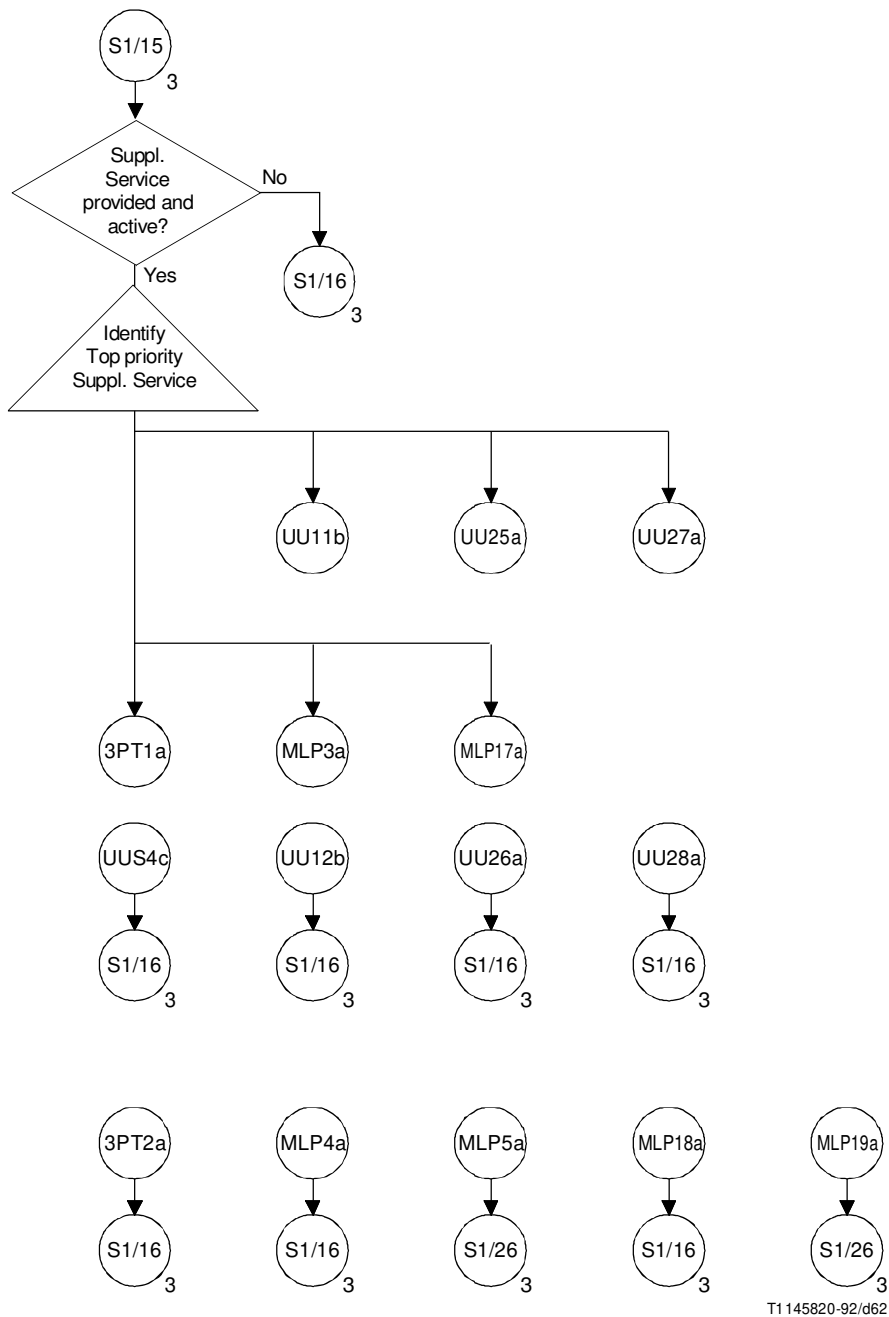 S1/15
3
Suppl.
Service
provided and
active?
No
S1/16
3
Yes
Identify
Top priority
Suppl. Service
UU11b
UU25a
UU27a
3PT1a
MLP3a
MLP17a
UUS4c
UU12b
UU26a
UU28a
S1/16
3
S1/16
3
S1/16
3
S1/16
3
3PT2a
MLP4a
MLP5a
MLP18a
MLP19a
S1/16
3
S1/16
3
S1/26
3
S1/16
3
S1/26
3
T1145820-92/d62